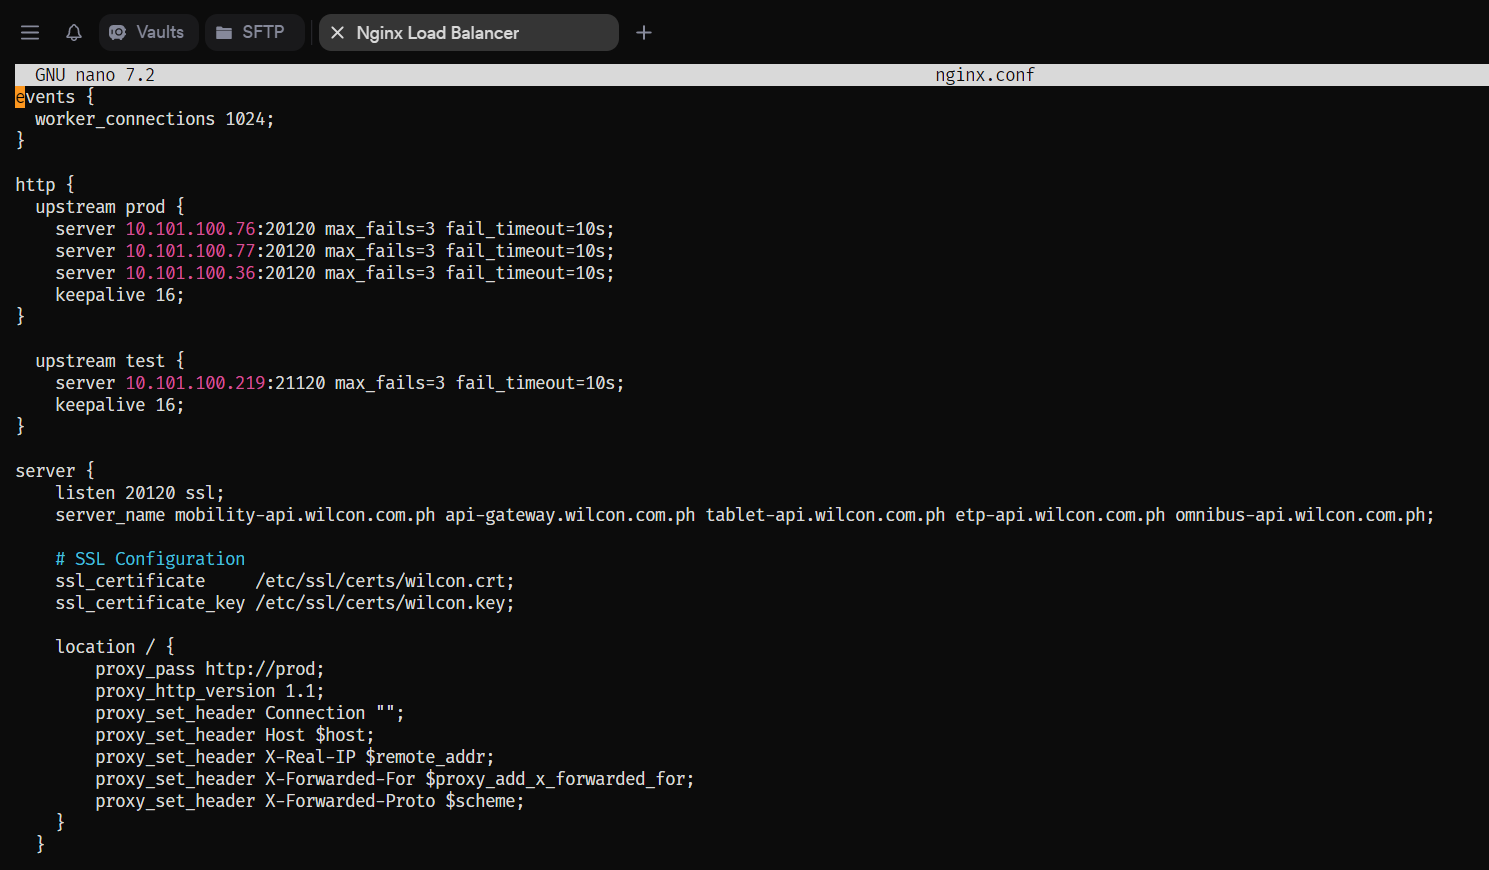 Vaults SFTP Nginx Load Balancer
GNU nano 7.2 nginx.conf
events {
  worker_connections 1024;
}

http {
  upstream prod {
    server 10.101.100.76:20120 max_fails=3 fail_timeout=10s;
    server 10.101.100.77:20120 max_fails=3 fail_timeout=10s;
    server 10.101.100.36:20120 max_fails=3 fail_timeout=10s;
    keepalive 16;
}

  upstream test {
    server 10.101.100.219:21120 max_fails=3 fail_timeout=10s;
    keepalive 16;
}

server {
    listen 20120 ssl;
    server_name mobility-api.wilcon.com.ph api-gateway.wilcon.com.ph tablet-api.wilcon.com.ph etp-api.wilcon.com.ph omnibus-api.wilcon.com.ph;

    # SSL Configuration
    ssl_certificate     /etc/ssl/certs/wilcon.crt;
    ssl_certificate_key /etc/ssl/certs/wilcon.key;

    location / {
        proxy_pass http://prod;
        proxy_http_version 1.1;
        proxy_set_header Connection "";
        proxy_set_header Host $host;
        proxy_set_header X-Real-IP $remote_addr;
        proxy_set_header X-Forwarded-For $proxy_add_x_forwarded_for;
        proxy_set_header X-Forwarded-Proto $scheme;
    }
  }